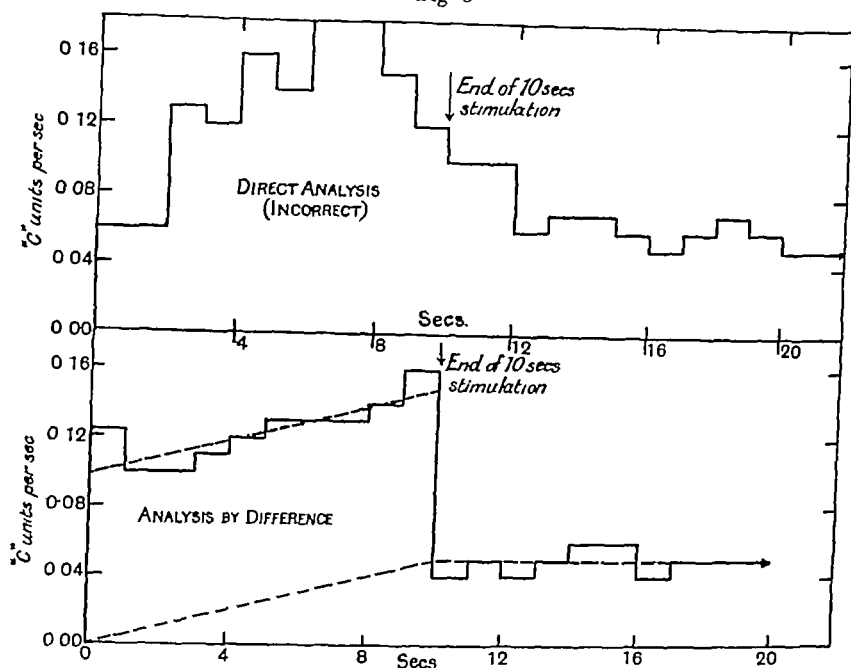 0 16
0 12
0 08
0 04
0 00
"C" units per sec
End of 10 secs
stimulation
DIRECT ANALYSIS
(INCORRECT)
4
8
Secs.
12
16
20
0 16
0 12
0·08
0 04
0 00
"C" units per sec
End of 10 secs
stimulation
ANALYSIS BY DIFFERENCE
0
4
8
Secs
12
16
20